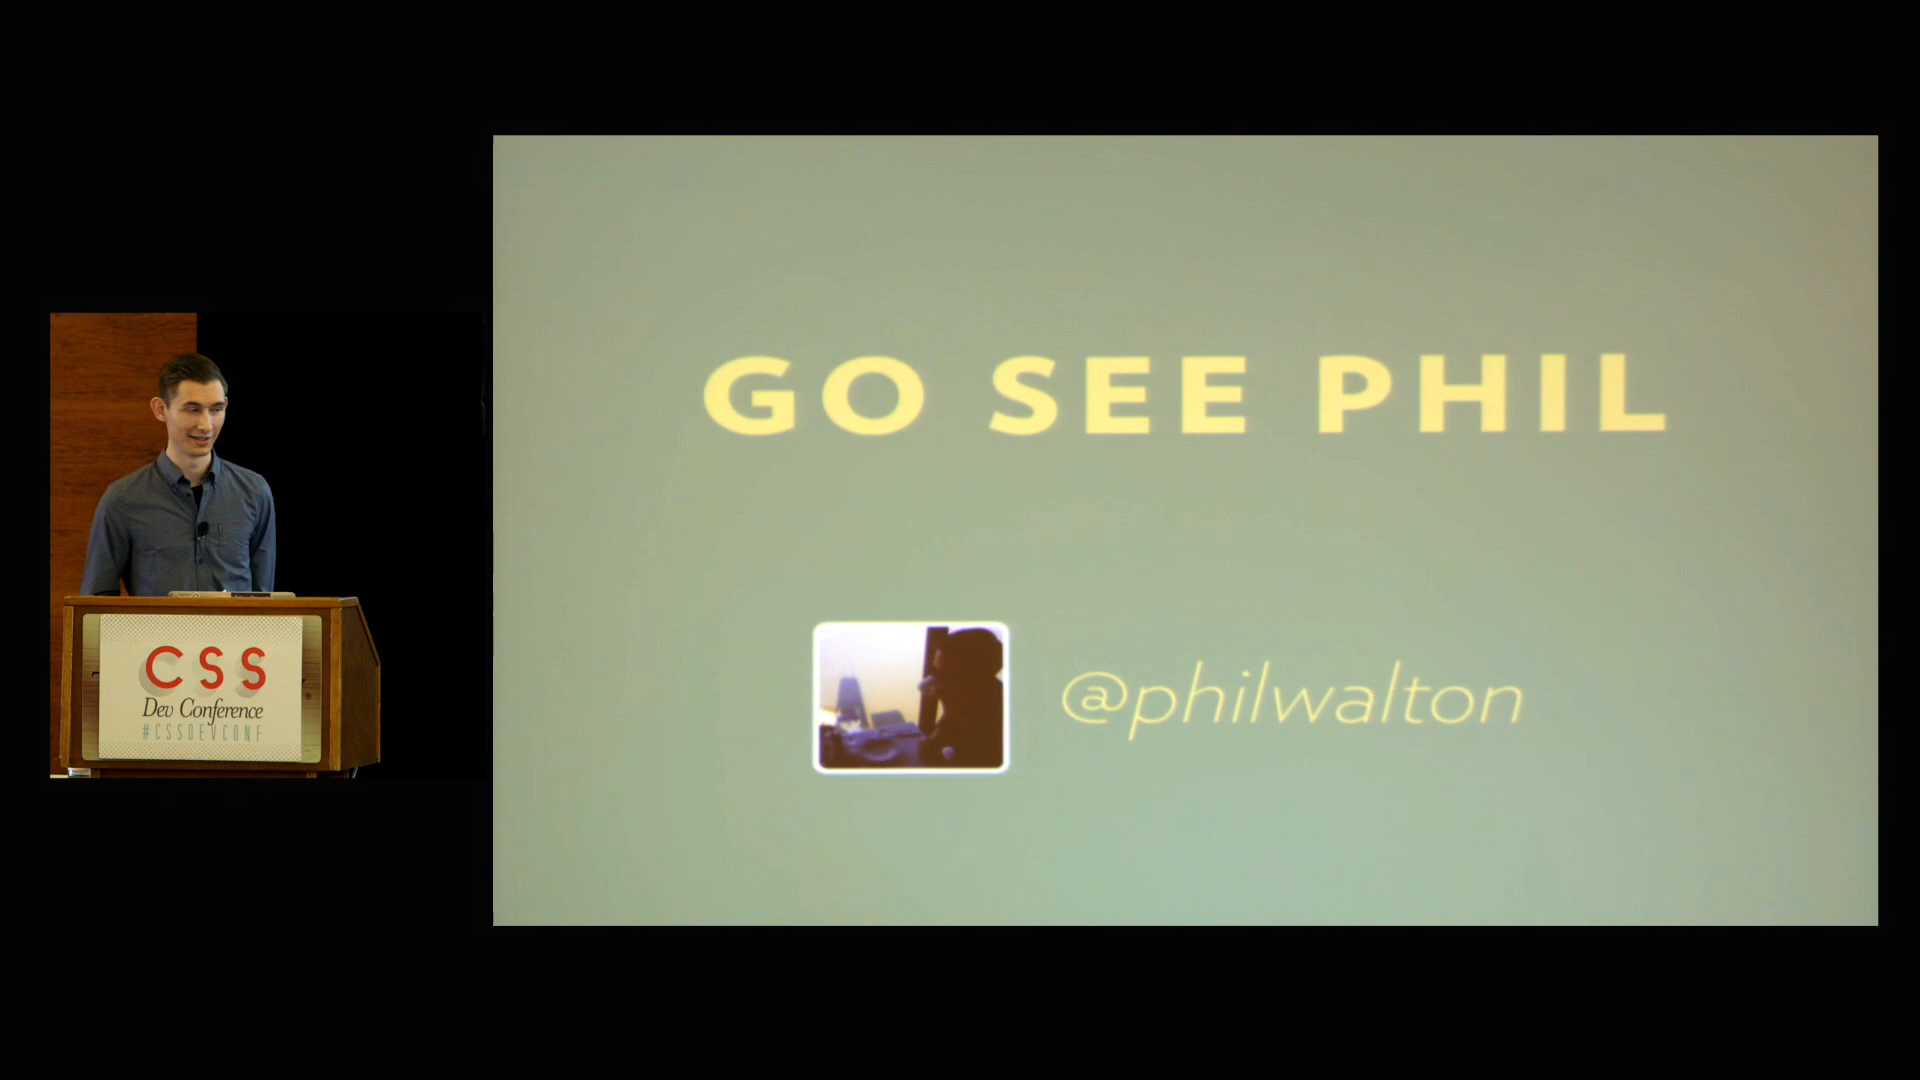 GO SEE PHIL
@philwalton
CSS
Dev Conference
#CSSDEVCONF